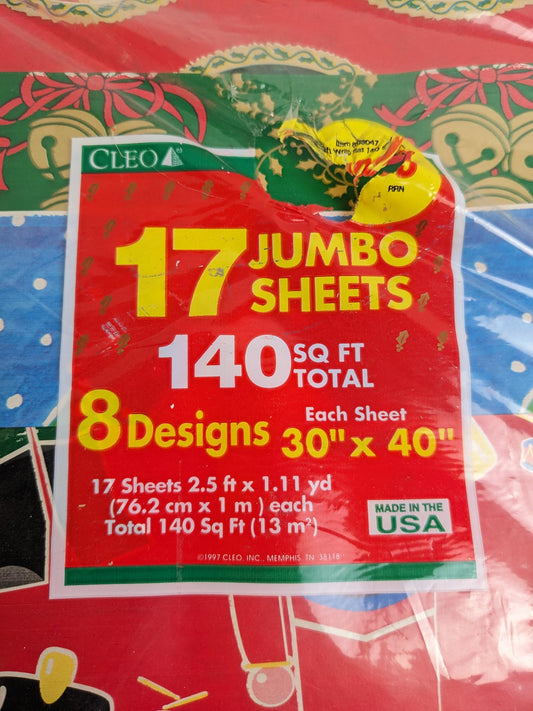 CLEO
RRN
17 JUMBO
SHEETS
140 SQ FT
TOTAL
8 Designs
Each Sheet
30" x 40"
17 Sheets 2.5 ft x 1.11 yd
(76.2 cm x 1 m) each
Total 140 Sq Ft (13 m²)
MADE IN THE
USA
©1997 CLEO, INC., MEMPHIS, TN 38118